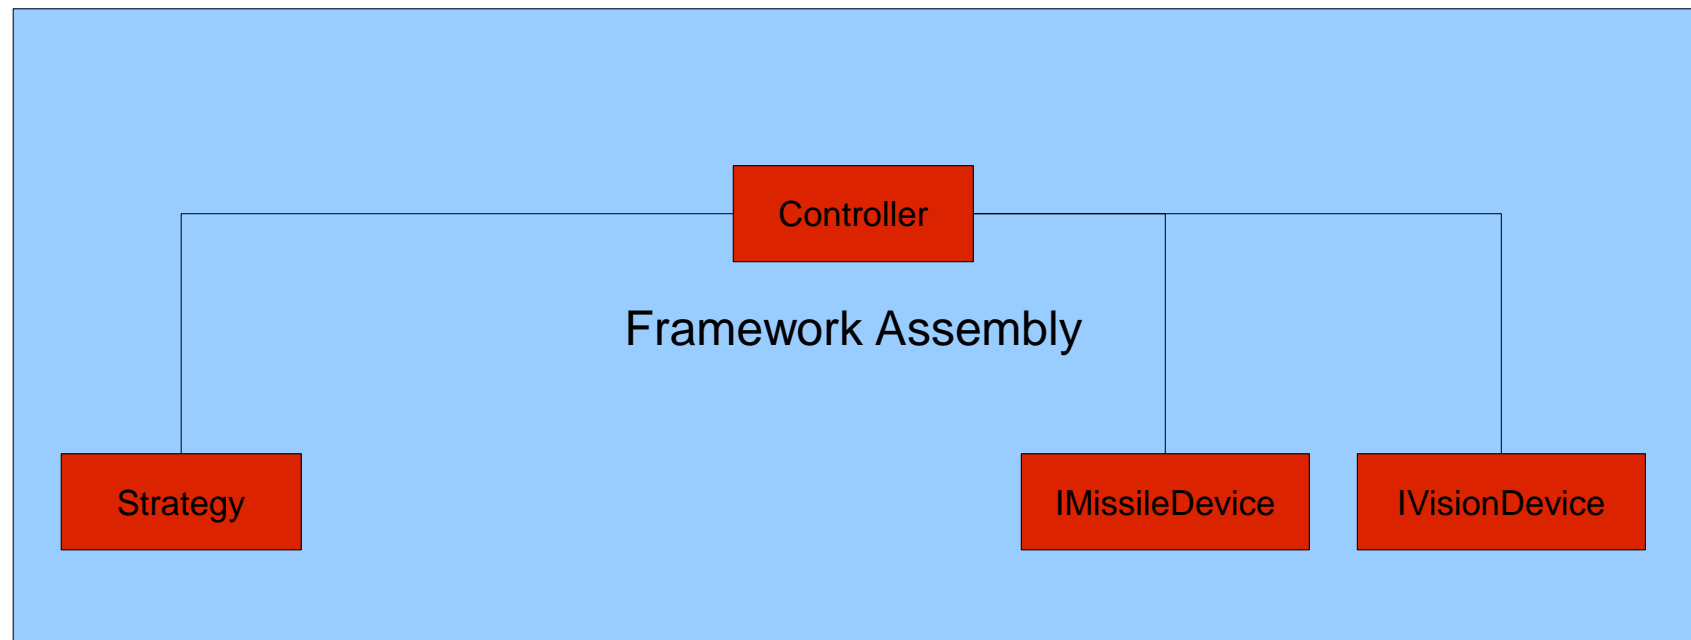 Controller
Framework Assembly
Strategy
IMissileDevice
IVisionDevice